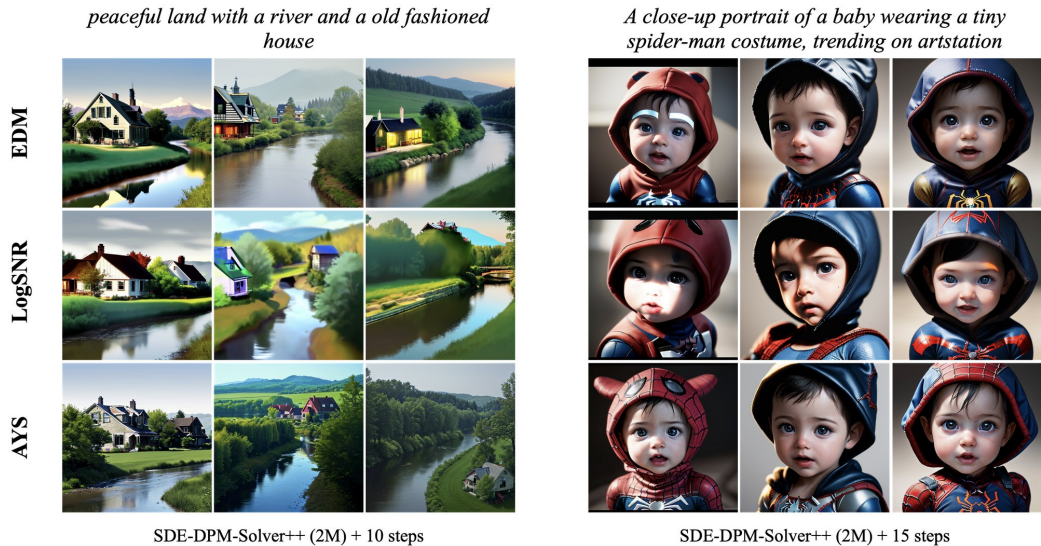 peaceful land with a river and a old fashioned
house
A close-up portrait of a baby wearing a tiny
spider-man costume, trending on artstation
EDM
LogSNR
AYS
SDE-DPM-Solver++ (2M) + 10 steps
SDE-DPM-Solver++ (2M) + 15 steps